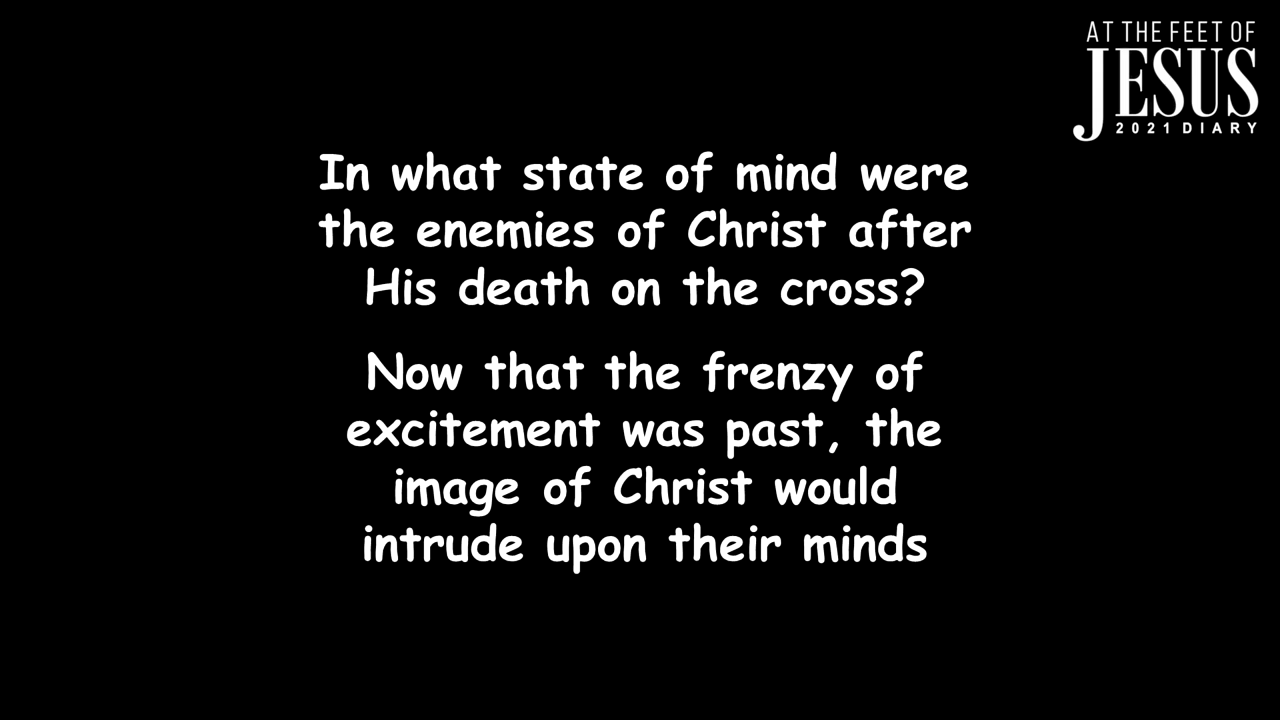 AT THE FEET OF
JESUS
2021 DIARY
In what state of mind were
the enemies of Christ after
His death on the cross?
Now that the frenzy of
excitement was past, the
image of Christ would
intrude upon their minds